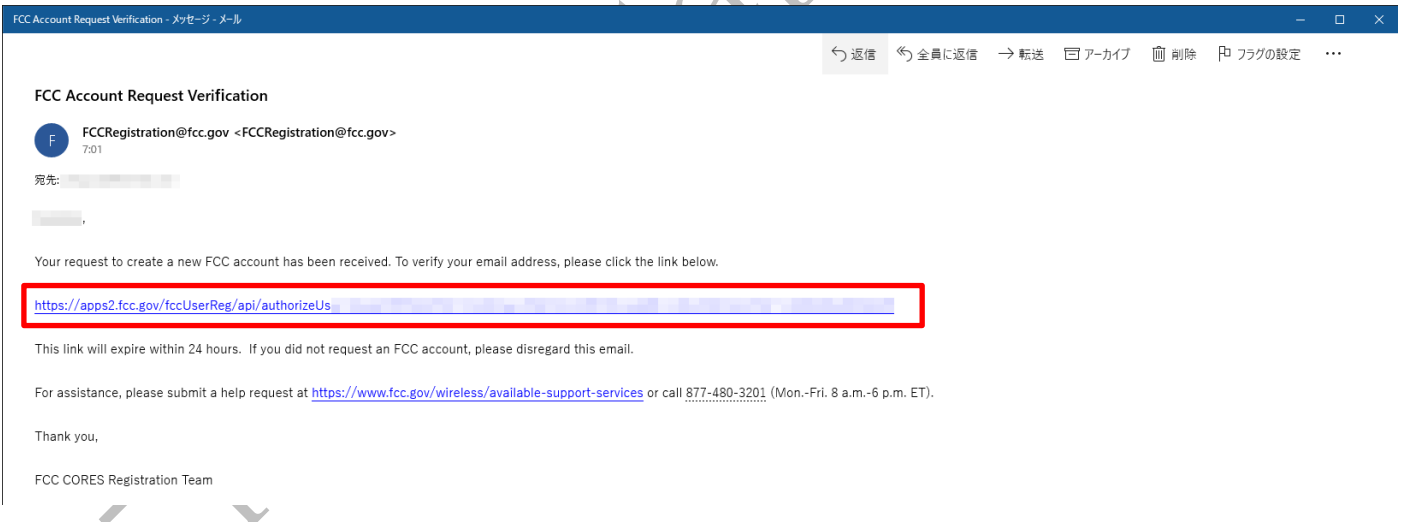 FCC Account Request Verification - メッセージ - メール
返信 全員に返信 転送 アーカイブ 削除 フラグの設定 ...
FCC Account Request Verification
F
FCCRegistration@fcc.gov <FCCRegistration@fcc.gov>
7:01
宛先:
,
Your request to create a new FCC account has been received. To verify your email address, please click the link below.
https://apps2.fcc.gov/fccUserReg/api/authorizeUs
This link will expire within 24 hours.  If you did not request an FCC account, please disregard this email.
For assistance, please submit a help request at https://www.fcc.gov/wireless/available-support-services or call 877-480-3201 (Mon.-Fri. 8 a.m.-6 p.m. ET).
Thank you,
FCC CORES Registration Team